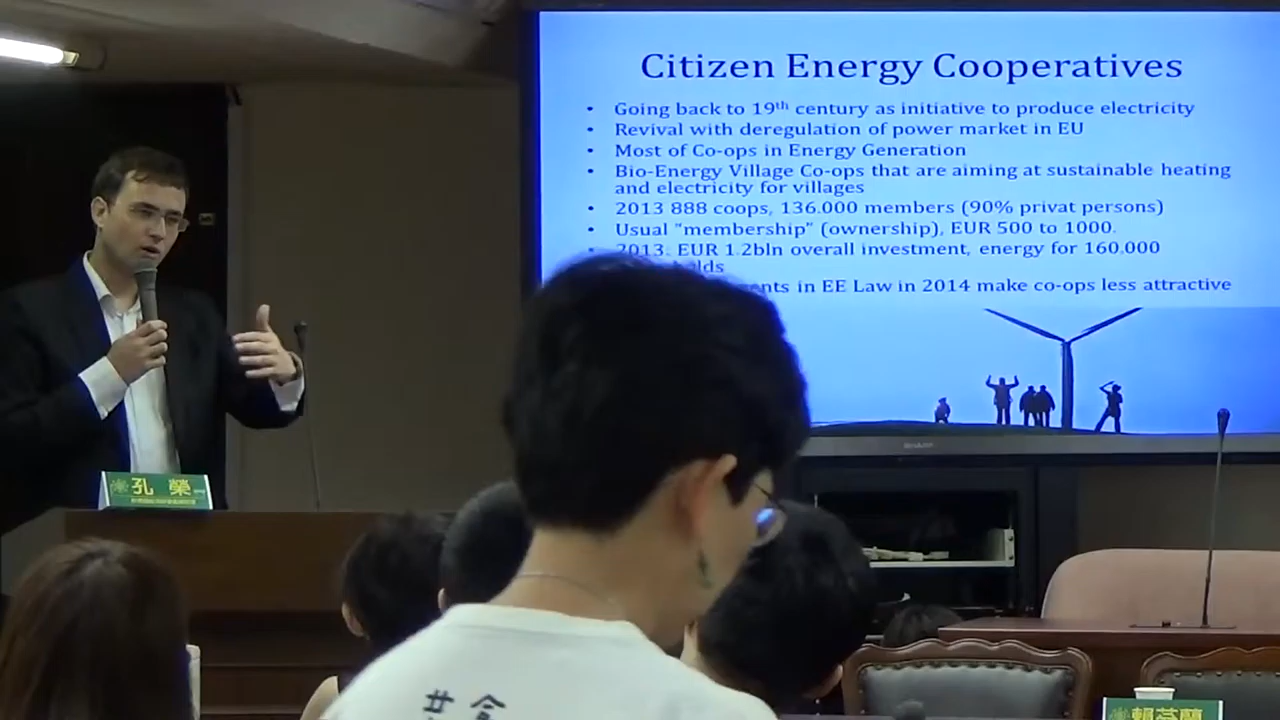 Citizen Energy Cooperatives
• Going back to 19th century as initiative to produce electricity
• Revival with deregulation of power market in EU
• Most of Co-ops in Energy Generation
• Bio-Energy Village Co-ops that are aiming at sustainable heating
and electricity for villages
• 2013 888 coops, 136.000 members (90% privat persons)
• Usual "membership" (ownership), EUR 500 to 1000.
• 2013: EUR 1.2bln overall investment, energy for 160.000
in EE Law in 2014 make co-ops less attractive
孔 榮
賴芬蘭